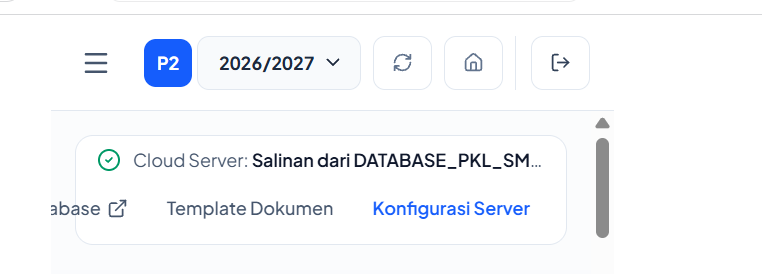 P2 2026/2027
Cloud Server: Salinan dari DATABASE_PKL_SM...
abase Template Dokumen Konfigurasi Server